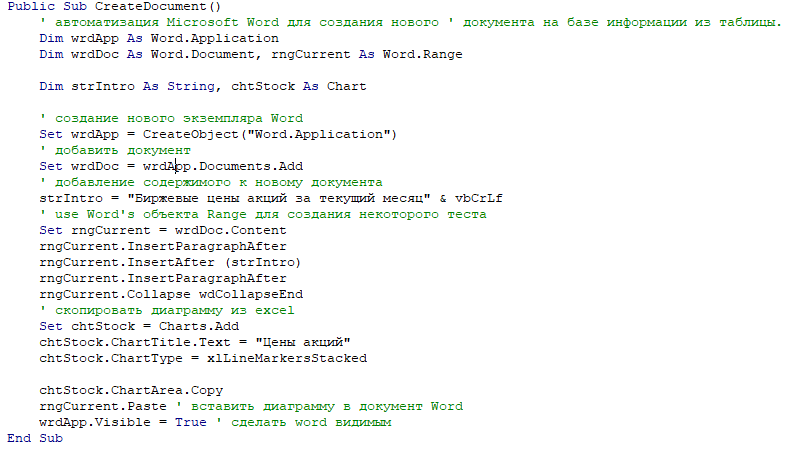 Public Sub CreateDocument()
' автоматизация Microsoft Word для создания нового ' документа на базе информации из таблицы.
Dim wrdApp As Word.Application
Dim wrdDoc As Word.Document, rngCurrent As Word.Range
Dim strIntro As String, chtStock As Chart
' создание нового экземпляра Word
Set wrdApp = CreateObject("Word.Application")
' добавить документ
Set wrdDoc = wrdApp.Documents.Add
' добавление содержимого к новому документа
strIntro = "Биржевые цены акций за текущий месяц" & vbCrLf
' use Word's объекта Range для создания некоторого теста
Set rngCurrent = wrdDoc.Content
rngCurrent.InsertParagraphAfter
rngCurrent.InsertAfter (strIntro)
rngCurrent.InsertParagraphAfter
rngCurrent.Collapse wdCollapseEnd
' скопировать диаграмму из excel
Set chtStock = Charts.Add
chtStock.ChartTitle.Text = "Цены акций"
chtStock.ChartType = xlLineMarkersStacked
chtStock.ChartArea.Copy
rngCurrent.Paste ' вставить диаграмму в документ Word
wrdApp.Visible = True ' сделать word видимым
End Sub